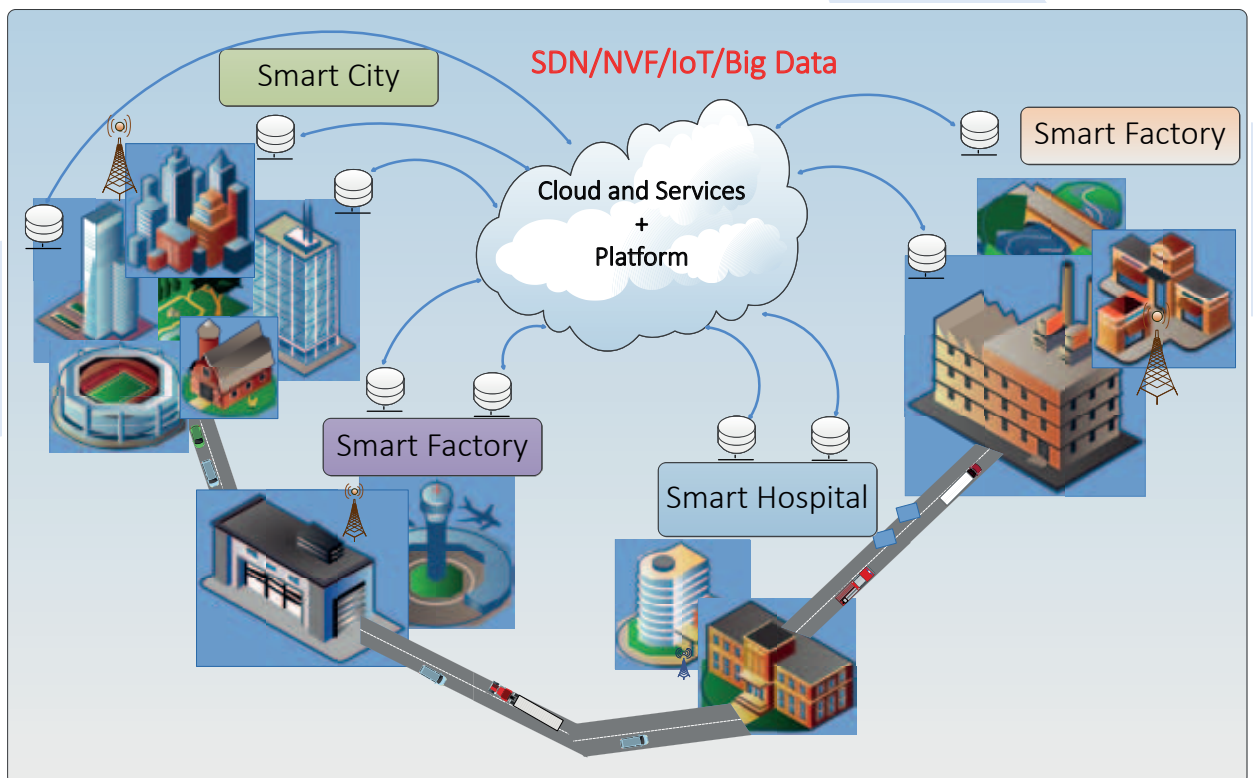 SDN/NVF/IoT/Big Data
Smart City
Smart Factory
Cloud and Services
+
Platform
Smart Factory
Smart Hospital